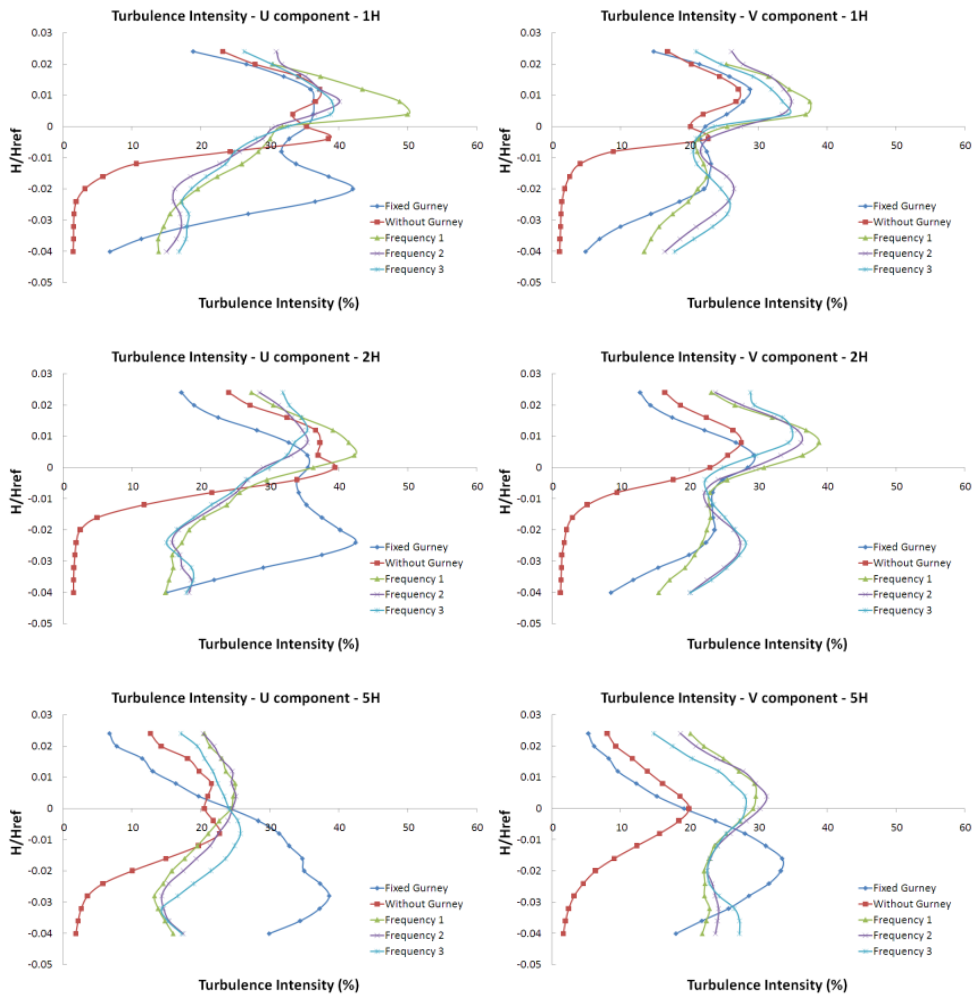 Turbulence Intensity - U component - 1H
0.03
0.02
0.01
0
-0.01
-0.02
-0.03
-0.04
-0.05
0 10 20 30 40 50 60
H/Href
Fixed Gurney
Without Gurney
Frequency 1
Frequency 2
Frequency 3
Turbulence Intensity (%)
Turbulence Intensity - V component - 1H
0.03
0.02
0.01
0
-0.01
-0.02
-0.03
-0.04
-0.05
0 10 20 30 40 50 60
H/Href
Fixed Gurney
Without Gurney
Frequency 1
Frequency 2
Frequency 3
Turbulence Intensity (%)
Turbulence Intensity - U component - 2H
0.03
0.02
0.01
0
-0.01
-0.02
-0.03
-0.04
-0.05
0 10 20 30 40 50 60
H/Href
Fixed Gurney
Without Gurney
Frequency 1
Frequency 2
Frequency 3
Turbulence Intensity (%)
Turbulence Intensity - V component - 2H
0.03
0.02
0.01
0
-0.01
-0.02
-0.03
-0.04
-0.05
0 10 20 30 40 50 60
H/Href
Fixed Gurney
Without Gurney
Frequency 1
Frequency 2
Frequency 3
Turbulence Intensity (%)
Turbulence Intensity - U component - 5H
0.03
0.02
0.01
0
-0.01
-0.02
-0.03
-0.04
-0.05
0 10 20 30 40 50 60
H/Href
Fixed Gurney
Without Gurney
Frequency 1
Frequency 2
Frequency 3
Turbulence Intensity (%)
Turbulence Intensity - V component - 5H
0.03
0.02
0.01
0
-0.01
-0.02
-0.03
-0.04
-0.05
0 10 20 30 40 50 60
H/Href
Fixed Gurney
Without Gurney
Frequency 1
Frequency 2
Frequency 3
Turbulence Intensity (%)